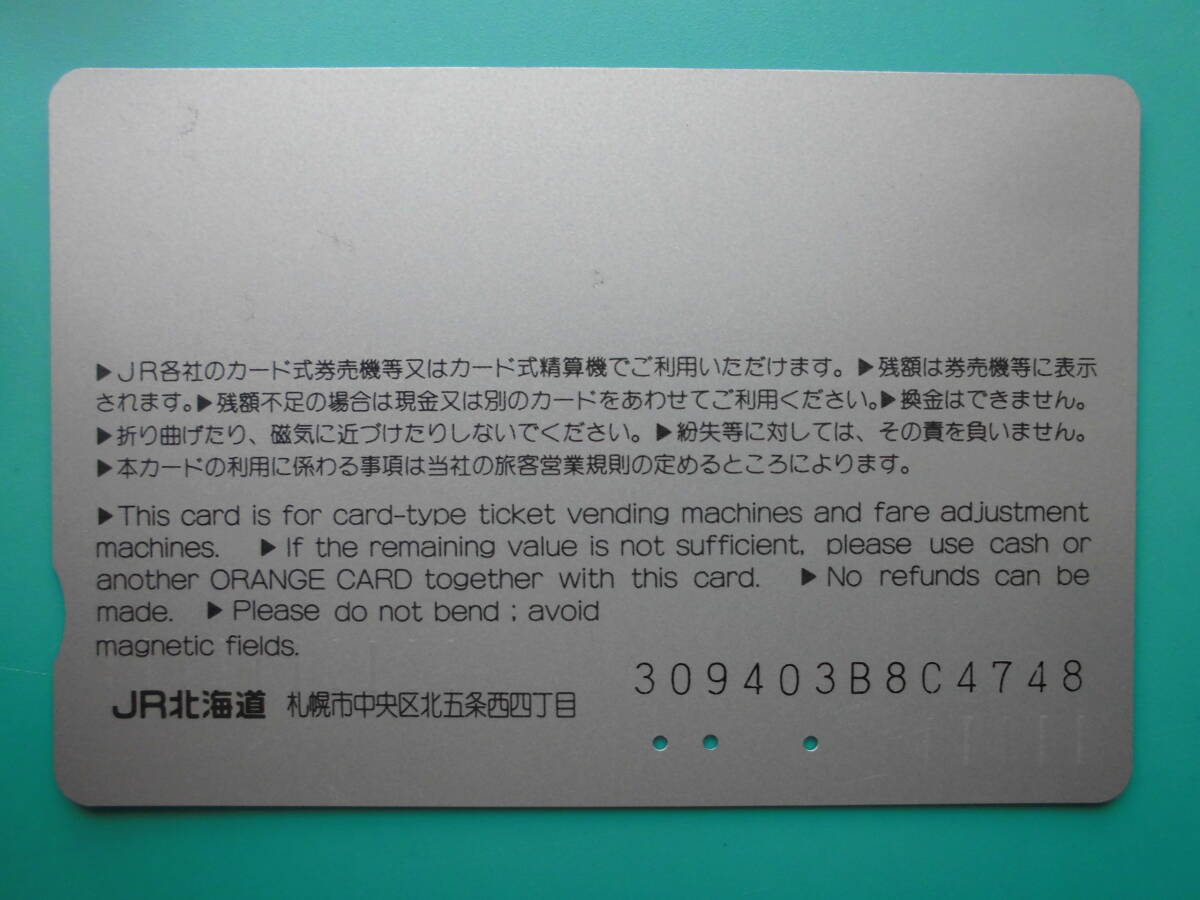 ▶JR各社のカード式券売機等又はカード式精算機でご利用いただけます。▶残額は券売機等に表示
されます。▶残額不足の場合は現金又は別のカードをあわせてご利用ください。▶換金はできません。
▶折り曲げたり、磁気に近づけたりしないでください。▶紛失等に対しては、その責を負いません。
▶本カードの利用に係わる事項は当社の旅客営業規則の定めるところによります。
▶This card is for card-type ticket vending machines and fare adjustment
machines. ▶If the remaining value is not sufficient, please use cash or
another ORANGE CARD together with this card. ▶No refunds can be
made. ▶Please do not bend ; avoid
magnetic fields.
309403B8C4748
JR北海道 札幌市中央区北五条西四丁目